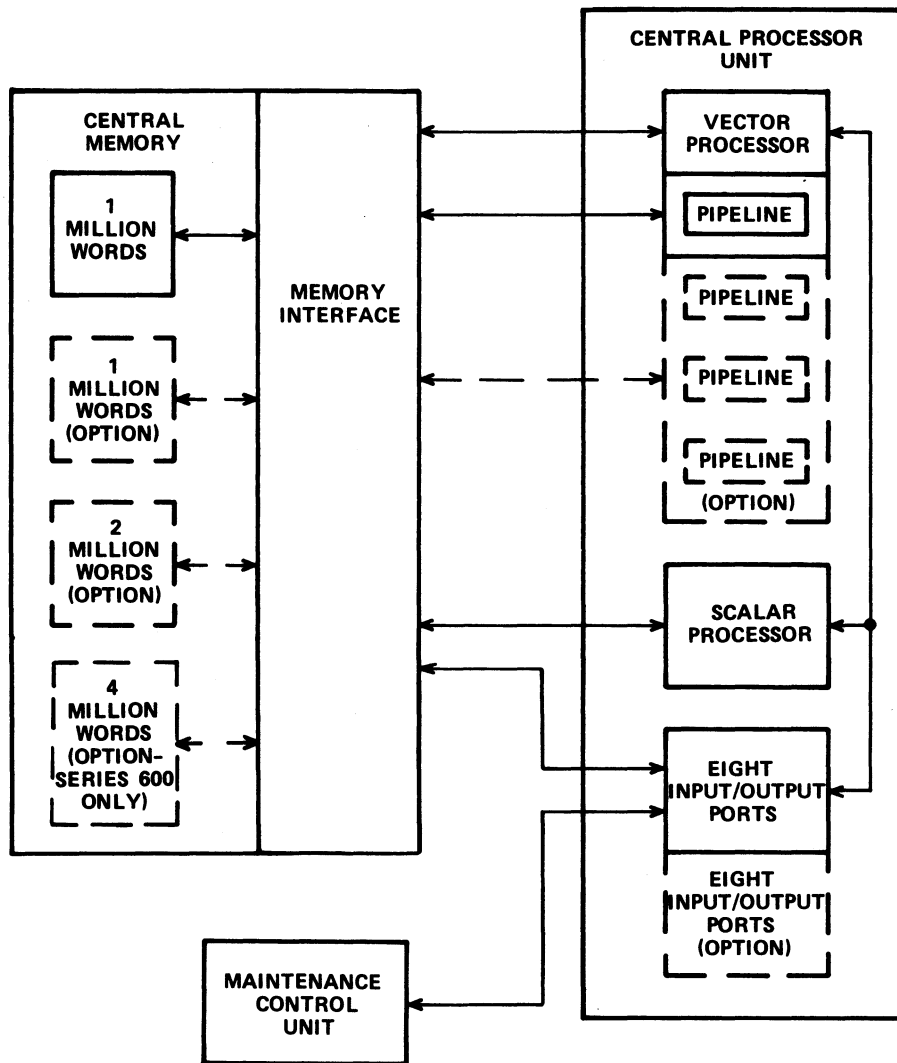 CENTRAL PROCESSOR
UNIT
CENTRAL
MEMORY
1
MILLION
WORDS
1
MILLION
WORDS
(OPTION)
2
MILLION
WORDS
(OPTION)
4
MILLION
WORDS
(OPTION–
SERIES 600
ONLY)
MEMORY
INTERFACE
VECTOR
PROCESSOR
PIPELINE
PIPELINE
PIPELINE
PIPELINE
(OPTION)
SCALAR
PROCESSOR
EIGHT
INPUT/OUTPUT
PORTS
EIGHT
INPUT/OUTPUT
PORTS
(OPTION)
MAINTENANCE
CONTROL
UNIT